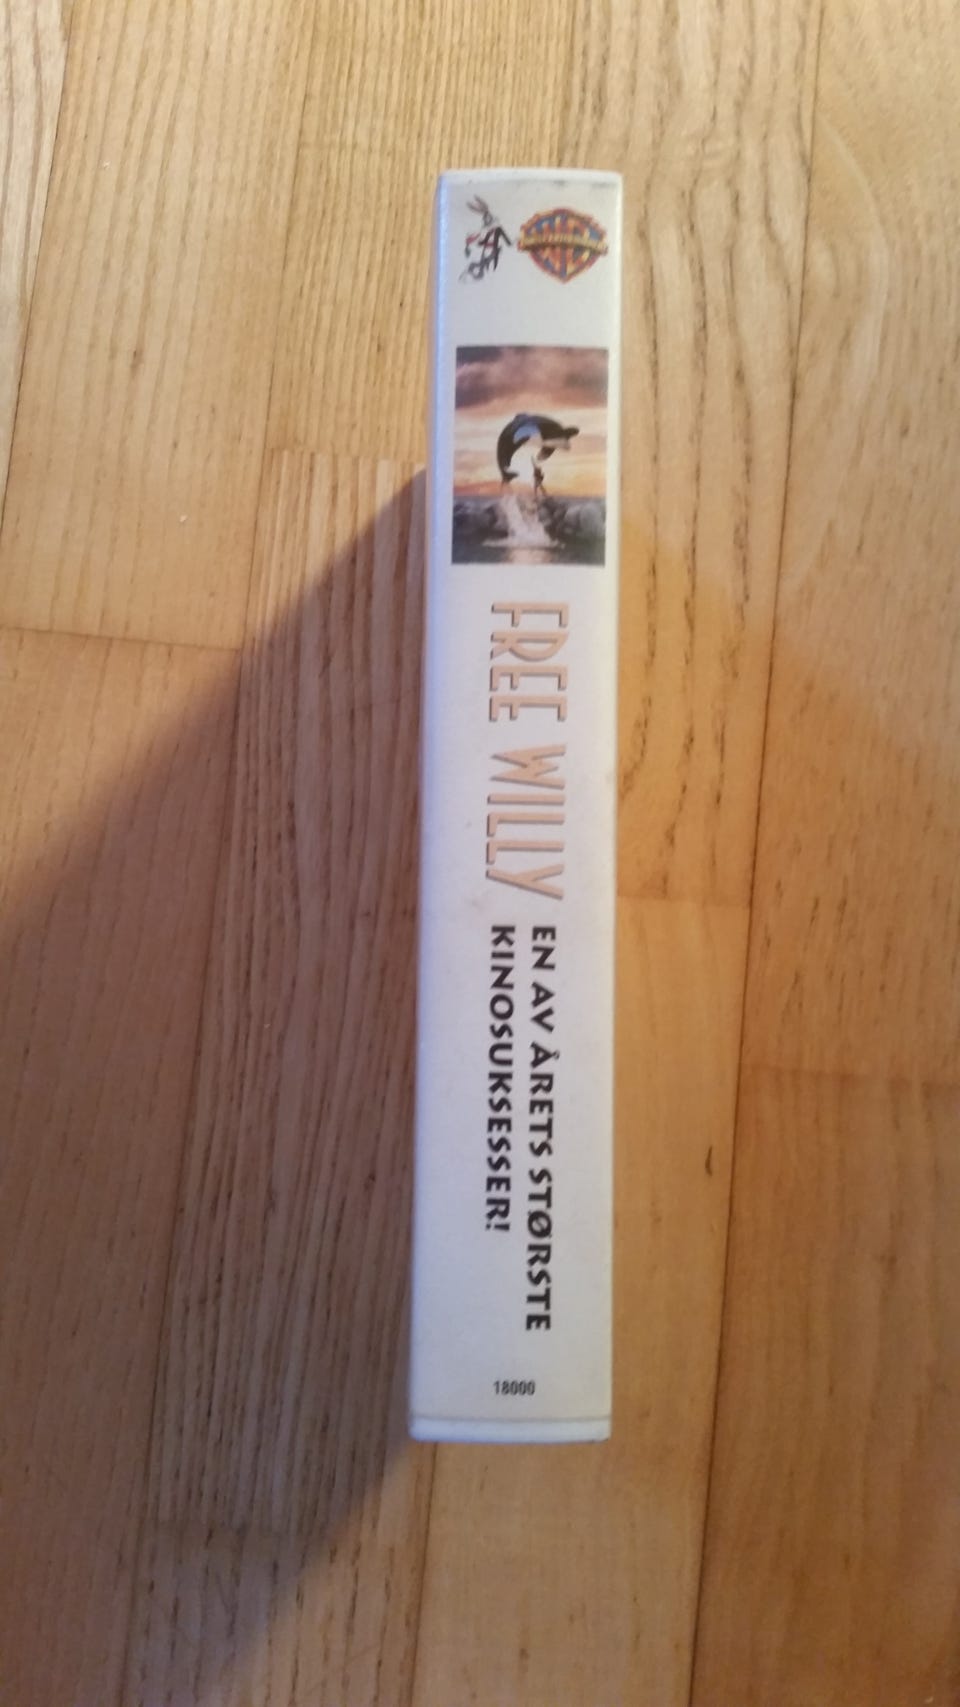 FREE WILLY
EN AV ÅRETS STØRSTE
KINOSUKSESSER!
18000